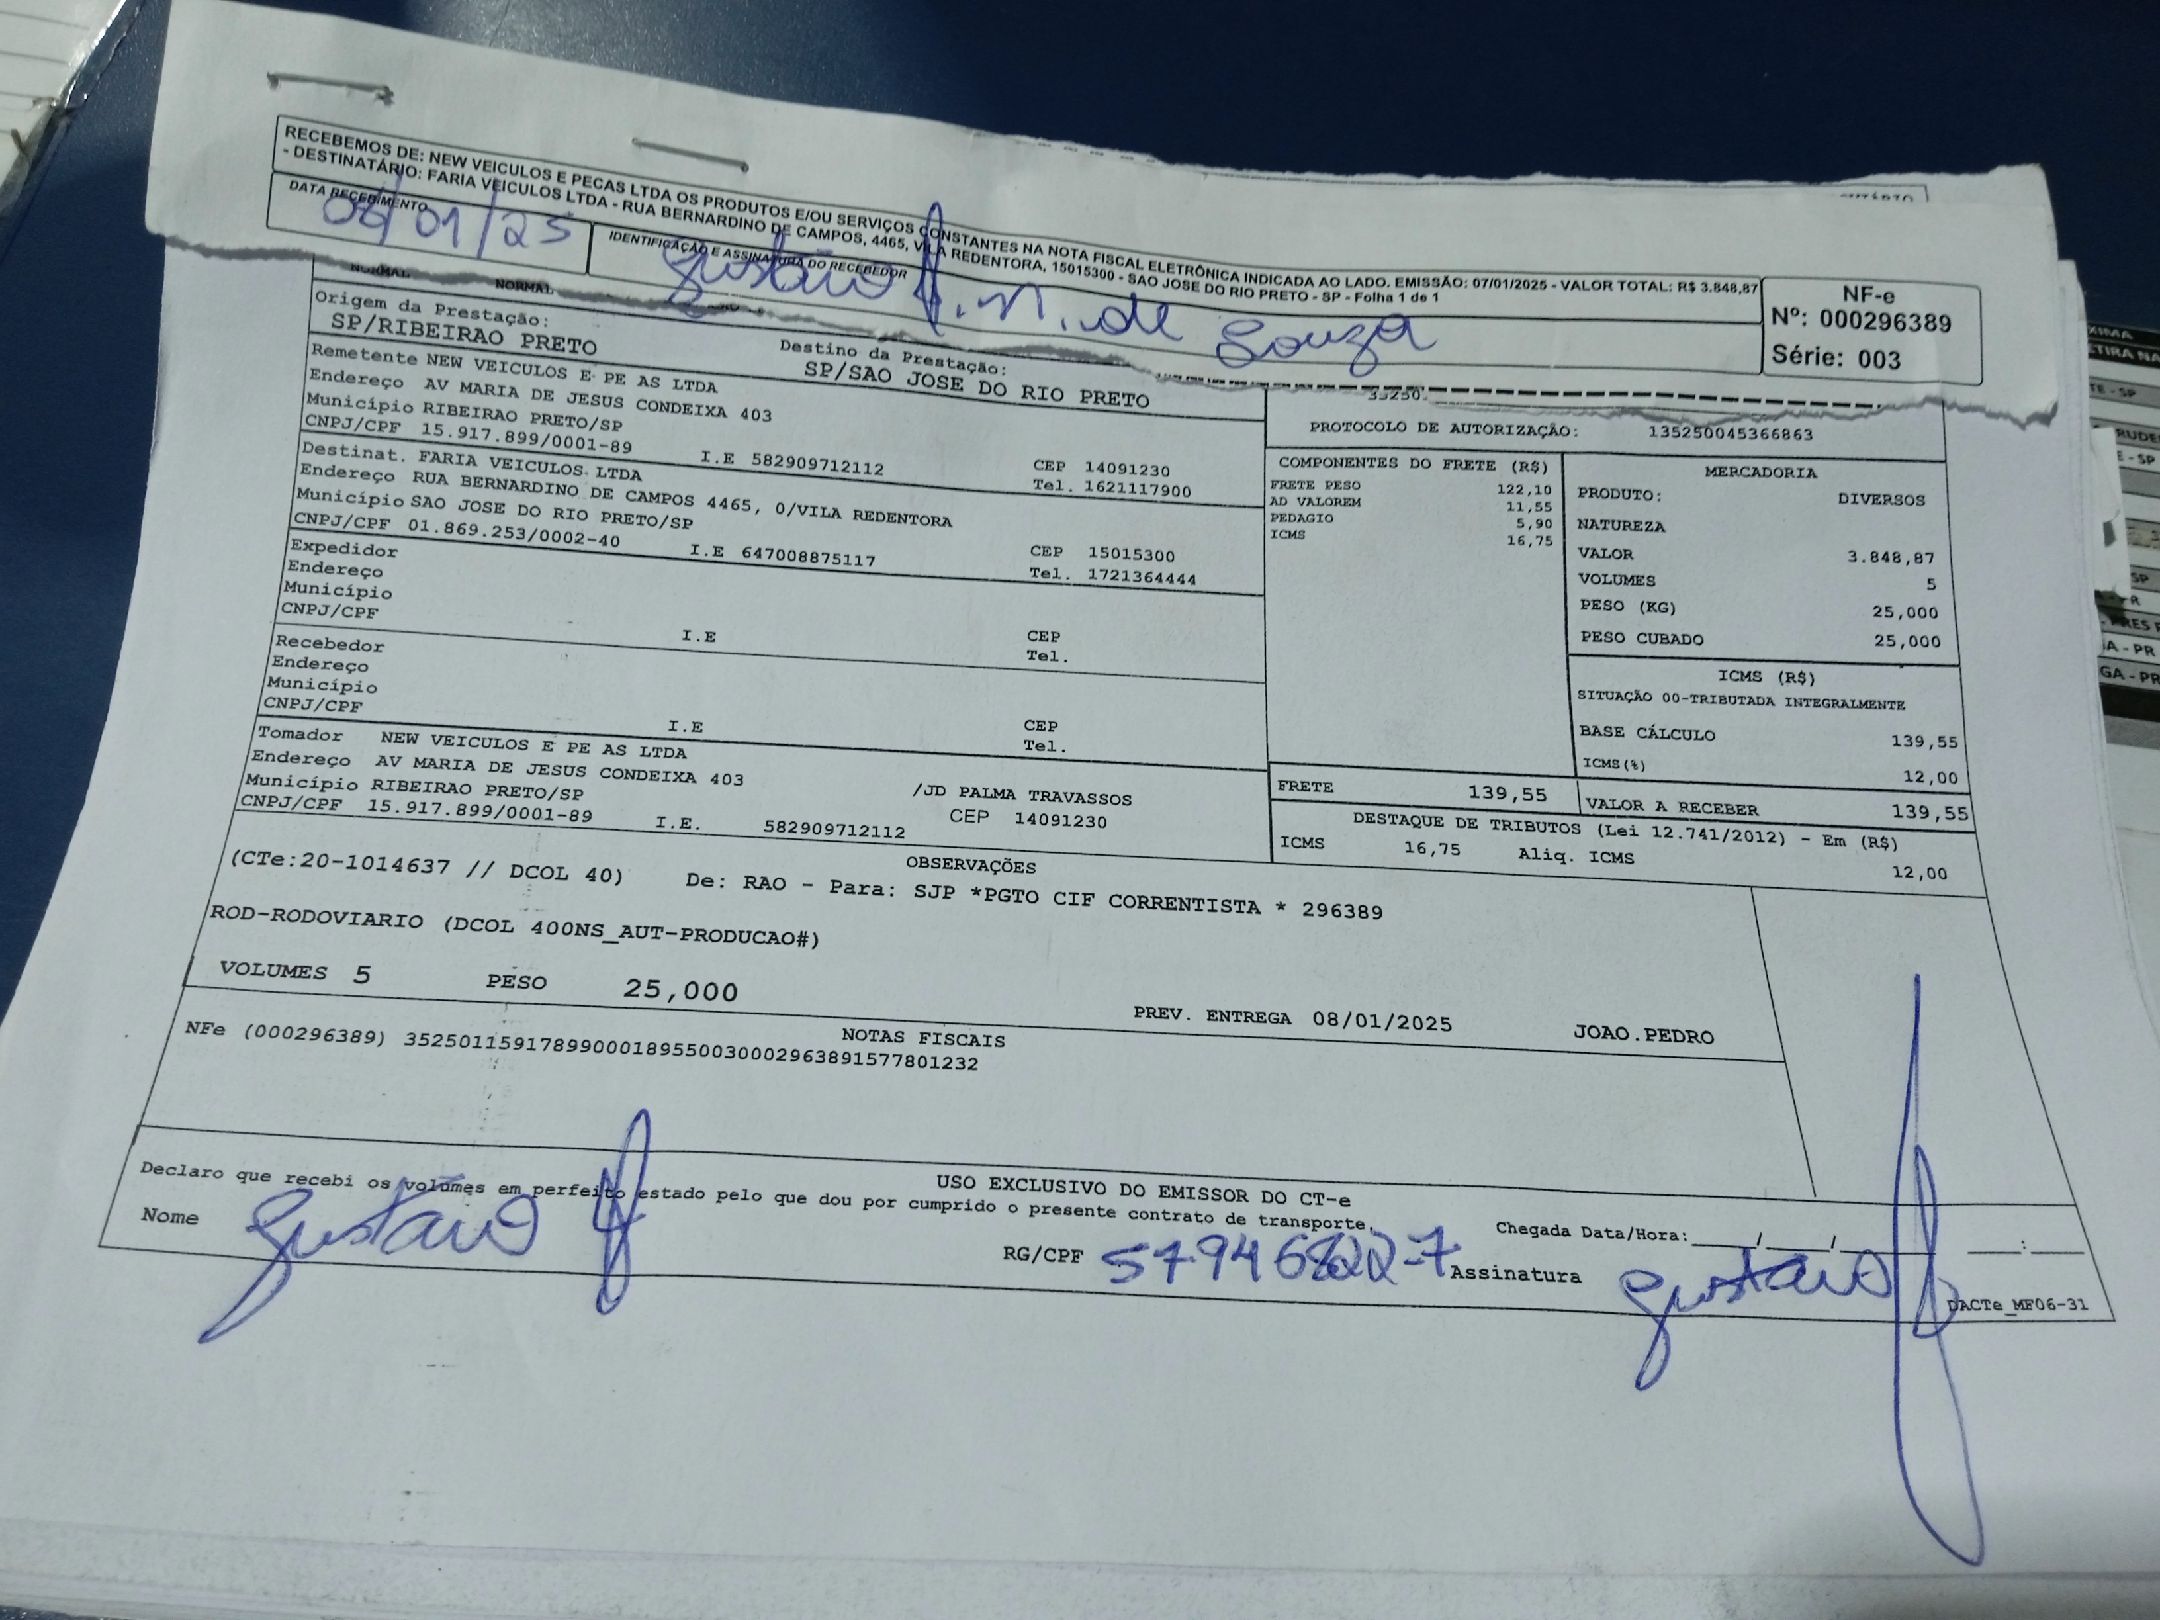 RECEBEMOS DE: NEW VEICULOS E PECAS LTDA OS PRODUTOS E/OU SERVIÇOS CONSTANTES NA NOTA FISCAL ELETRÔNICA INDICADA AO LADO. EMISSÃO: 07/01/2025 - VALOR TOTAL: R$ 3.848,87
- DESTINATÁRIO: FARIA VEICULOS LTDA - RUA BERNARDINO DE CAMPOS, 4465, VILA REDENTORA, 15015300 - SAO JOSE DO RIO PRETO - SP - Folha 1 de 1
DATA RECEBIMENTO
/01/25
IDENTIFICAÇÃO E ASSINATURA DO RECEBEDOR
Gustavo H. M. de Souza
NF-e
Nº: 000296389
Série: 003
NORMAL NORMAL
Origem da Prestação:
SP/RIBEIRAO PRETO
Destino da Prestação:
SP/SAO JOSE DO RIO PRETO
Remetente NEW VEICULOS E PE AS LTDA
Endereço AV MARIA DE JESUS CONDEIXA 403
Município RIBEIRAO PRETO/SP
CNPJ/CPF 15.917.899/0001-89 I.E 582909712112
CEP 14091230
Tel. 1621117900
Destinat. FARIA VEICULOS LTDA
Endereço RUA BERNARDINO DE CAMPOS 4465, 0/VILA REDENTORA
Município SAO JOSE DO RIO PRETO/SP
CNPJ/CPF 01.869.253/0002-40 I.E 647008875117
CEP 15015300
Tel. 1721364444
Expedidor
Endereço
Município
CNPJ/CPF I.E
CEP
Tel.
Recebedor
Endereço
Município
CNPJ/CPF I.E
CEP
Tel.
Tomador NEW VEICULOS E PE AS LTDA
Endereço AV MARIA DE JESUS CONDEIXA 403 /JD PALMA TRAVASSOS
Município RIBEIRAO PRETO/SP CEP 14091230
CNPJ/CPF 15.917.899/0001-89 I.E. 582909712112
PROTOCOLO DE AUTORIZAÇÃO: 135250045366863
COMPONENTES DO FRETE (R$)
FRETE PESO 122,10
AD VALOREM 11,55
PEDAGIO 5,90
ICMS 16,75
MERCADORIA
PRODUTO: DIVERSOS
NATUREZA
VALOR 3.848,87
VOLUMES 5
PESO (KG) 25,000
PESO CUBADO 25,000
ICMS (R$)
SITUAÇÃO 00-TRIBUTADA INTEGRALMENTE
BASE CÁLCULO 139,55
ICMS(%) 12,00
FRETE 139,55
VALOR A RECEBER 139,55
DESTAQUE DE TRIBUTOS (Lei 12.741/2012) - Em (R$)
ICMS 16,75 Aliq. ICMS 12,00
OBSERVAÇÕES
(CTe:20-1014637 // DCOL 40) De: RAO - Para: SJP *PGTO CIF CORRENTISTA * 296389
ROD-RODOVIARIO (DCOL 400NS_AUT-PRODUCAO#)
VOLUMES 5 PESO 25,000
PREV. ENTREGA 08/01/2025 JOAO.PEDRO
NOTAS FISCAIS
NFe (000296389) 35250115917899000189550030002963891577801232
USO EXCLUSIVO DO EMISSOR DO CT-e
Declaro que recebi os volumes em perfeito estado pelo que dou por cumprido o presente contrato de transporte.
Chegada Data/Hora:____/____/____ ___:___
Nome Gustavo H
RG/CPF
Assinatura Gustavo H
DACTe_MF06-31